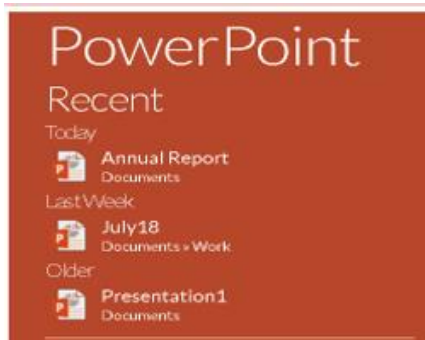 PowerPoint
Recent
Today
Annual Report
Documents
Last Week
July18
Documents » Work
Older
Presentation1
Documents